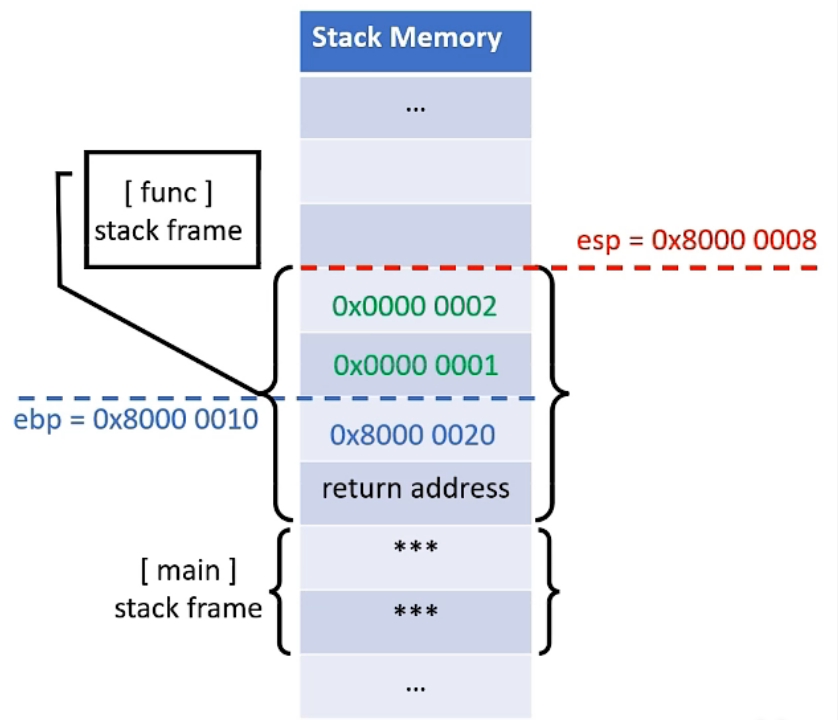 Stack Memory
...
[ func ]
stack frame
esp = 0x8000 0008
0x0000 0002
0x0000 0001
ebp = 0x8000 0010
0x8000 0020
return address
***
[ main ]
stack frame
***
...